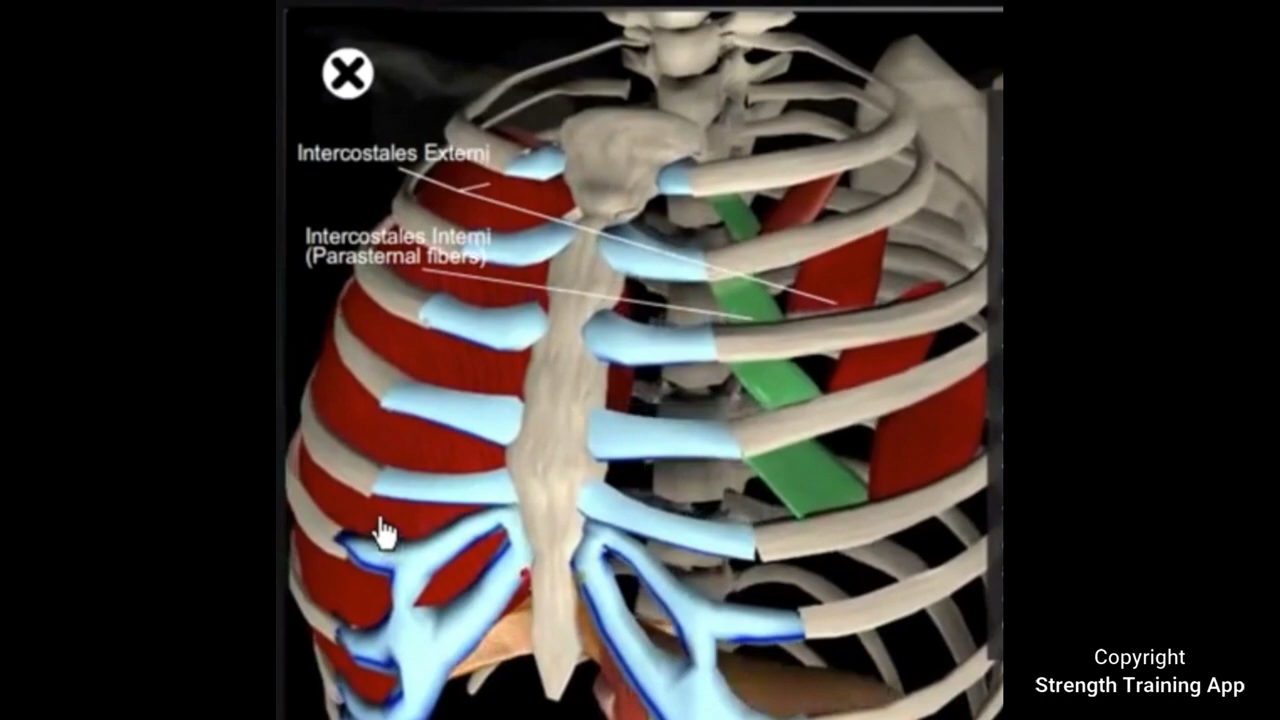 Intercostales Externi
Intercostales Interni
(Parasternal fibers)
Copyright
Strength Training App